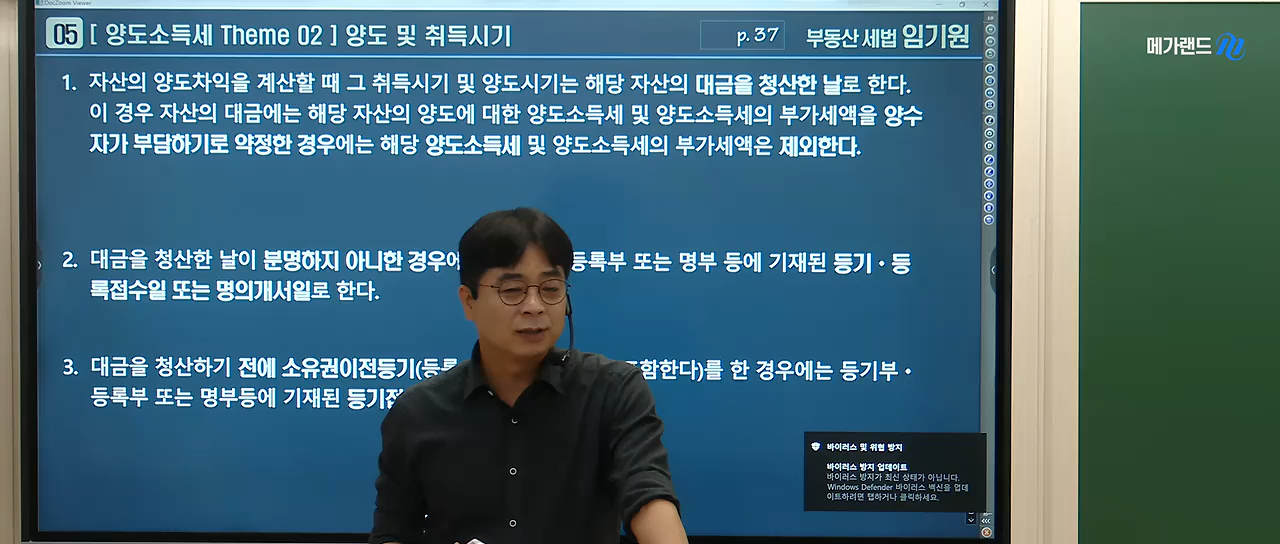 DocZoom Viewer
05 [ 양도소득세 Theme 02 ] 양도 및 취득시기
p. 37
부동산 세법 임기원
메가랜드
1. 자산의 양도차익을 계산할 때 그 취득시기 및 양도시기는 해당 자산의 대금을 청산한 날로 한다.
이 경우 자산의 대금에는 해당 자산의 양도에 대한 양도소득세 및 양도소득세의 부가세액을 양수
자가 부담하기로 약정한 경우에는 해당 양도소득세 및 양도소득세의 부가세액은 제외한다.
2. 대금을 청산한 날이 분명하지 아니한 경우에 등록부 또는 명부 등에 기재된 등기·등
록접수일 또는 명의개서일로 한다.
3. 대금을 청산하기 전에 소유권이전등기(등록 포함한다)를 한 경우에는 등기부·
등록부 또는 명부등에 기재된 등기접
바이러스 및 위협 방지
바이러스 방지 업데이트
바이러스 방지가 최신 상태가 아닙니다.
Windows Defender 바이러스 백신을 업데
이트하려면 탭하거나 클릭하세요.